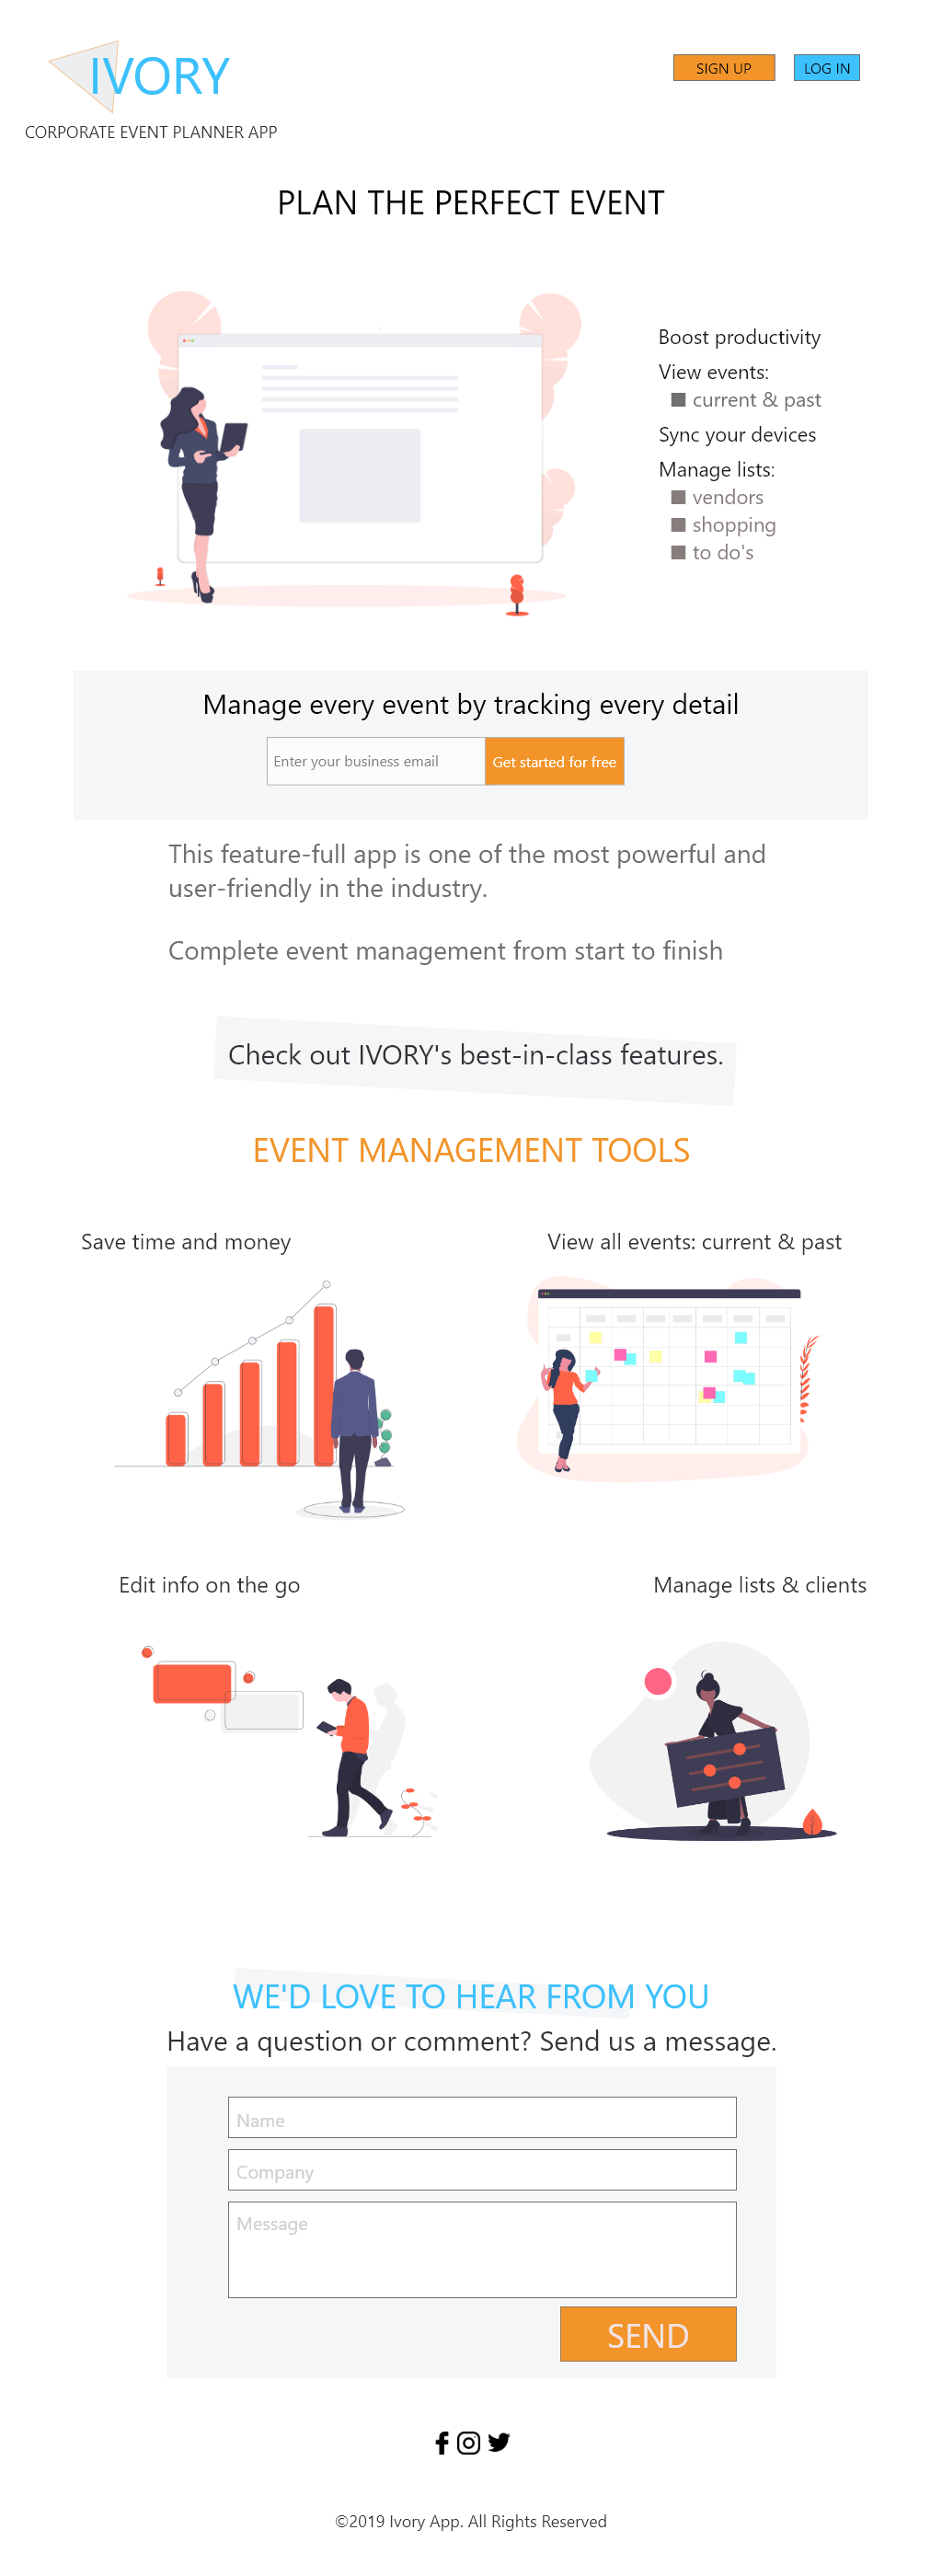 IVORY
SIGN UP
LOG IN
CORPORATE EVENT PLANNER APP
PLAN THE PERFECT EVENT
Boost productivity
View events:
■ current & past
Sync your devices
Manage lists:
■ vendors
■ shopping
■ to do's
Manage every event by tracking every detail
Enter your business email
Get started for free
This feature-full app is one of the most powerful and
user-friendly in the industry.
Complete event management from start to finish
Check out IVORY's best-in-class features.
EVENT MANAGEMENT TOOLS
Save time and money
View all events: current & past
Edit info on the go
Manage lists & clients
WE'D LOVE TO HEAR FROM YOU
Have a question or comment? Send us a message.
Name
Company
Message
SEND
©2019 Ivory App. All Rights Reserved